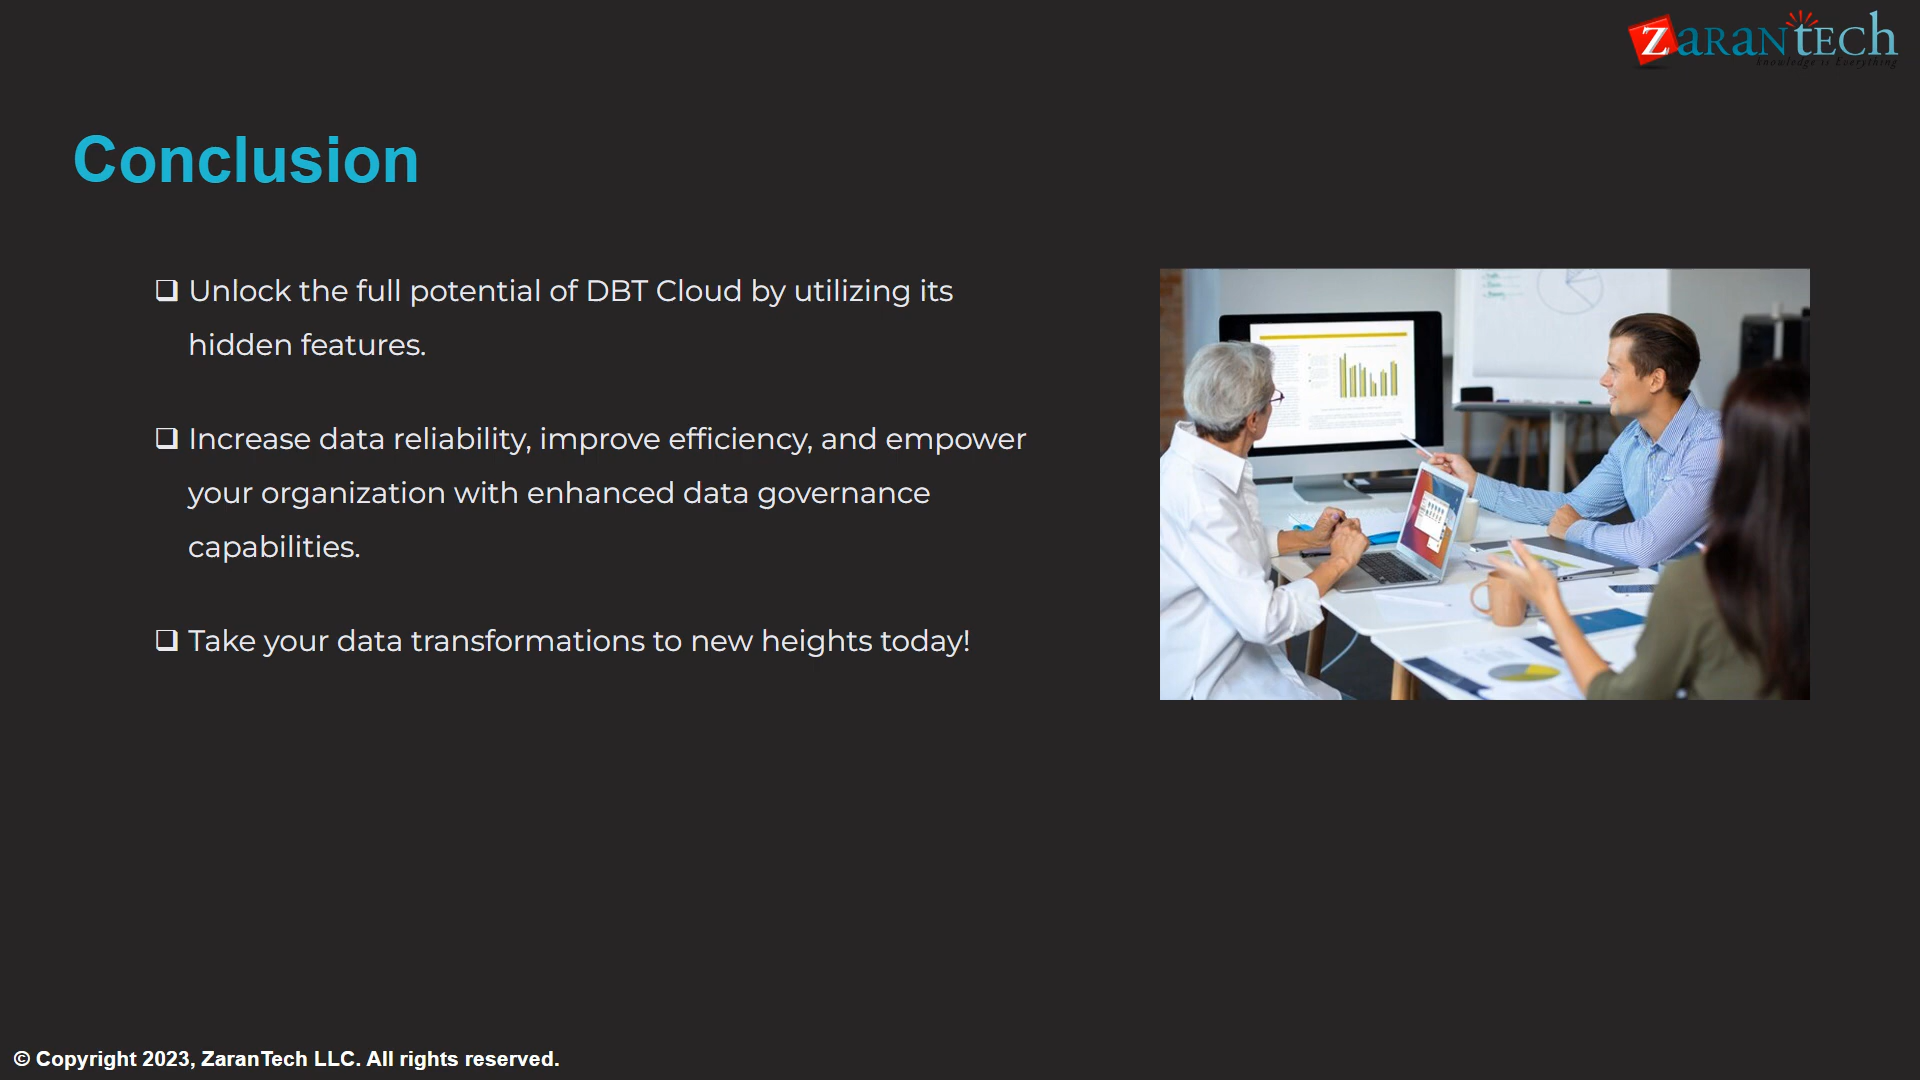 ZaranTech
knowledge is Everything
Conclusion
❑ Unlock the full potential of DBT Cloud by utilizing its
hidden features.
❑ Increase data reliability, improve efficiency, and empower
your organization with enhanced data governance
capabilities.
❑ Take your data transformations to new heights today!
© Copyright 2023, ZaranTech LLC. All rights reserved.